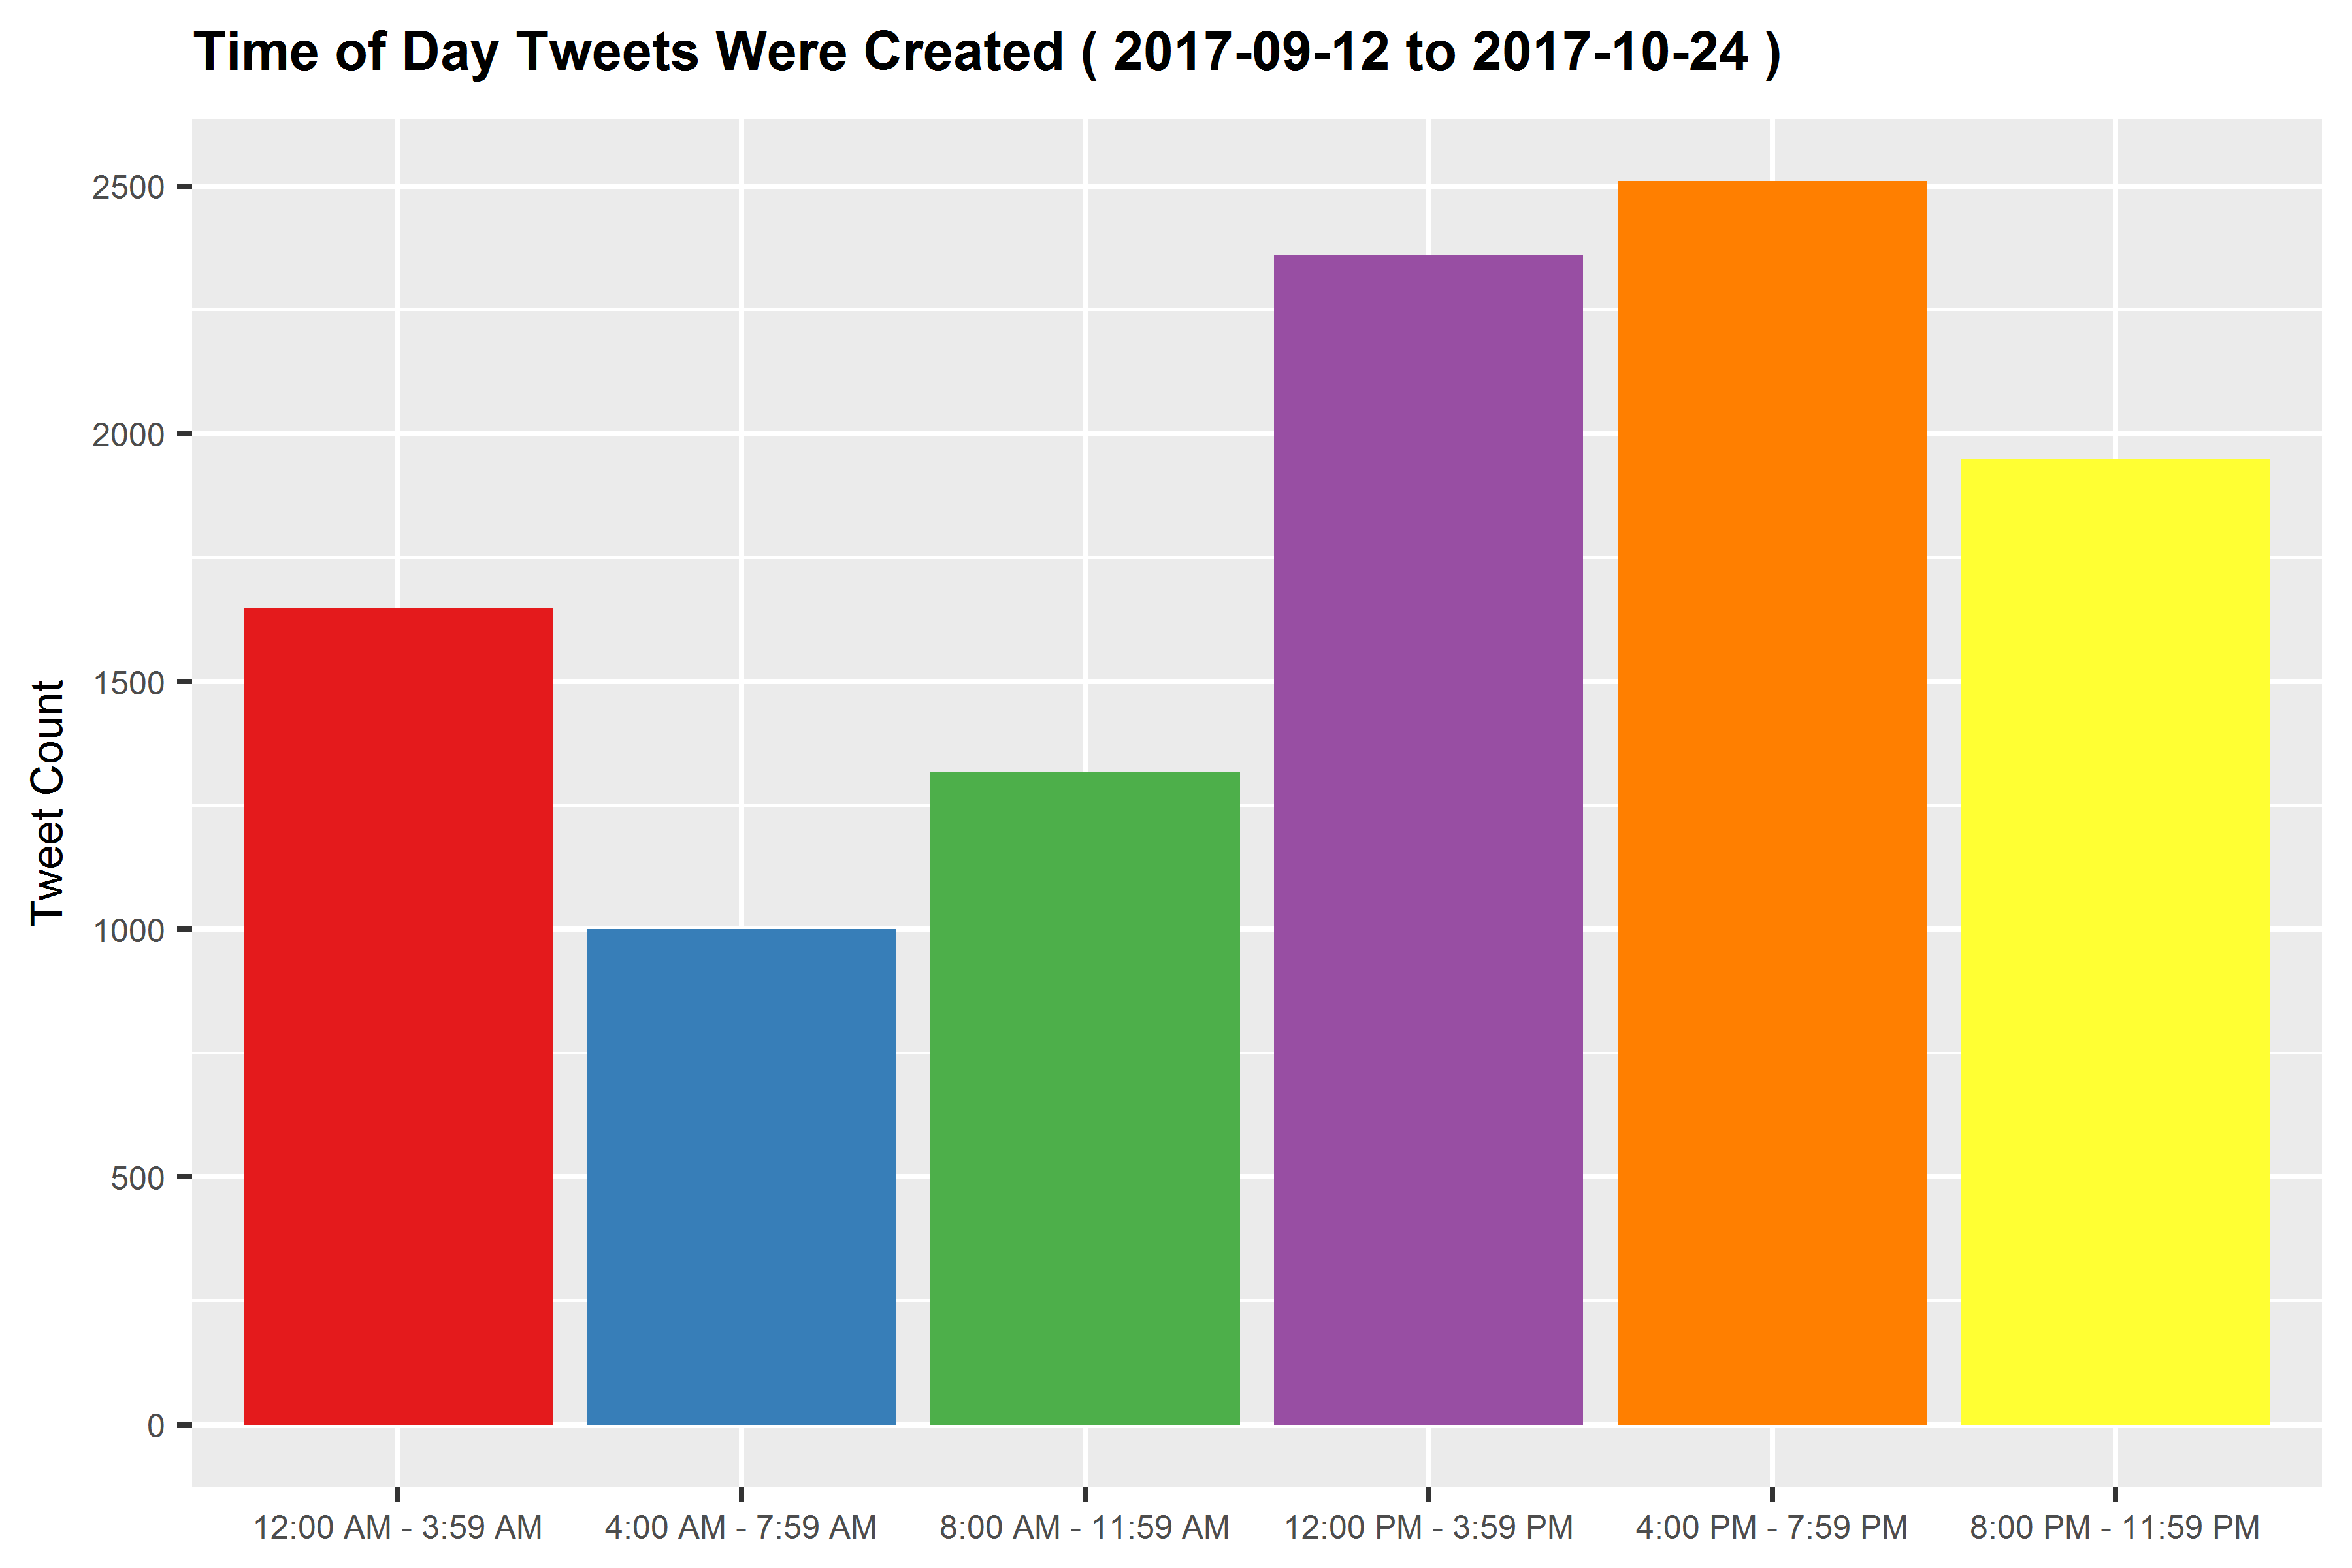 Time of Day Tweets Were Created ( 2017-09-12 to 2017-10-24 )
Tweet Count
2500
2000
1500
1000
500
0
12:00 AM - 3:59 AM 4:00 AM - 7:59 AM 8:00 AM - 11:59 AM 12:00 PM - 3:59 PM 4:00 PM - 7:59 PM 8:00 PM - 11:59 PM